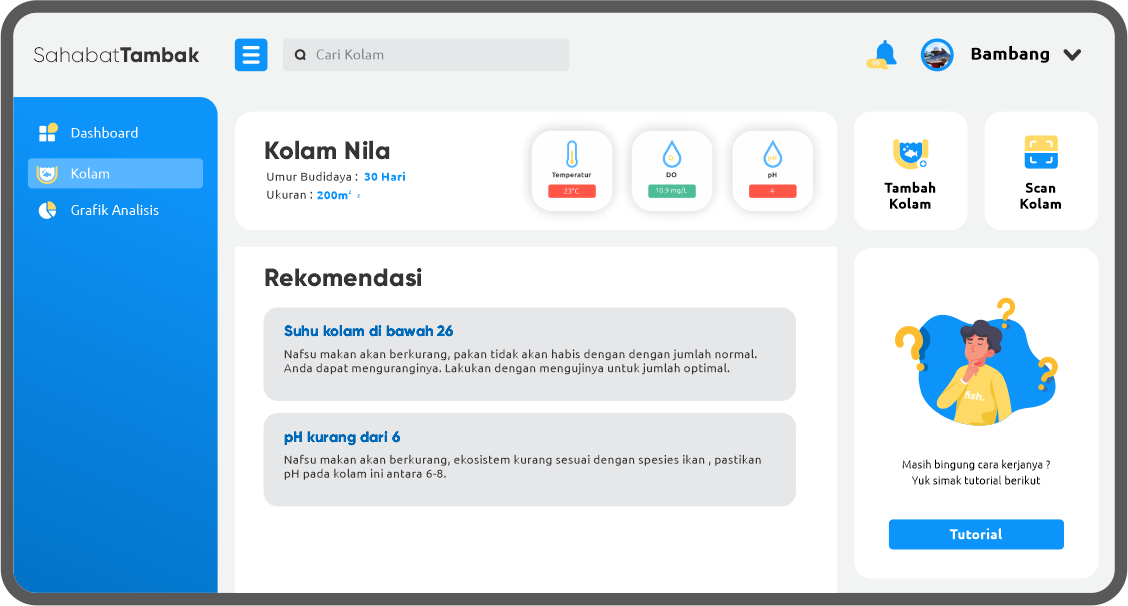 SahabatTambak
Cari Kolam
Bambang
Dashboard
Kolam
Grafik Analisis
Kolam Nila
Umur Budidaya : 30 Hari
Ukuran : 200m²
Temperatur
23°C
DO
10.9 mg/L
pH
4
Tambah
Kolam
Scan
Kolam
Rekomendasi
Suhu kolam di bawah 26
Nafsu makan akan berkurang, pakan tidak akan habis dengan dengan jumlah normal.
Anda dapat menguranginya. Lakukan dengan mengujinya untuk jumlah optimal.
pH kurang dari 6
Nafsu makan akan berkurang, ekosistem kurang sesuai dengan spesies ikan , pastikan
pH pada kolam ini antara 6-8.
fish.
Masih bingung cara kerjanya ?
Yuk simak tutorial berikut
Tutorial